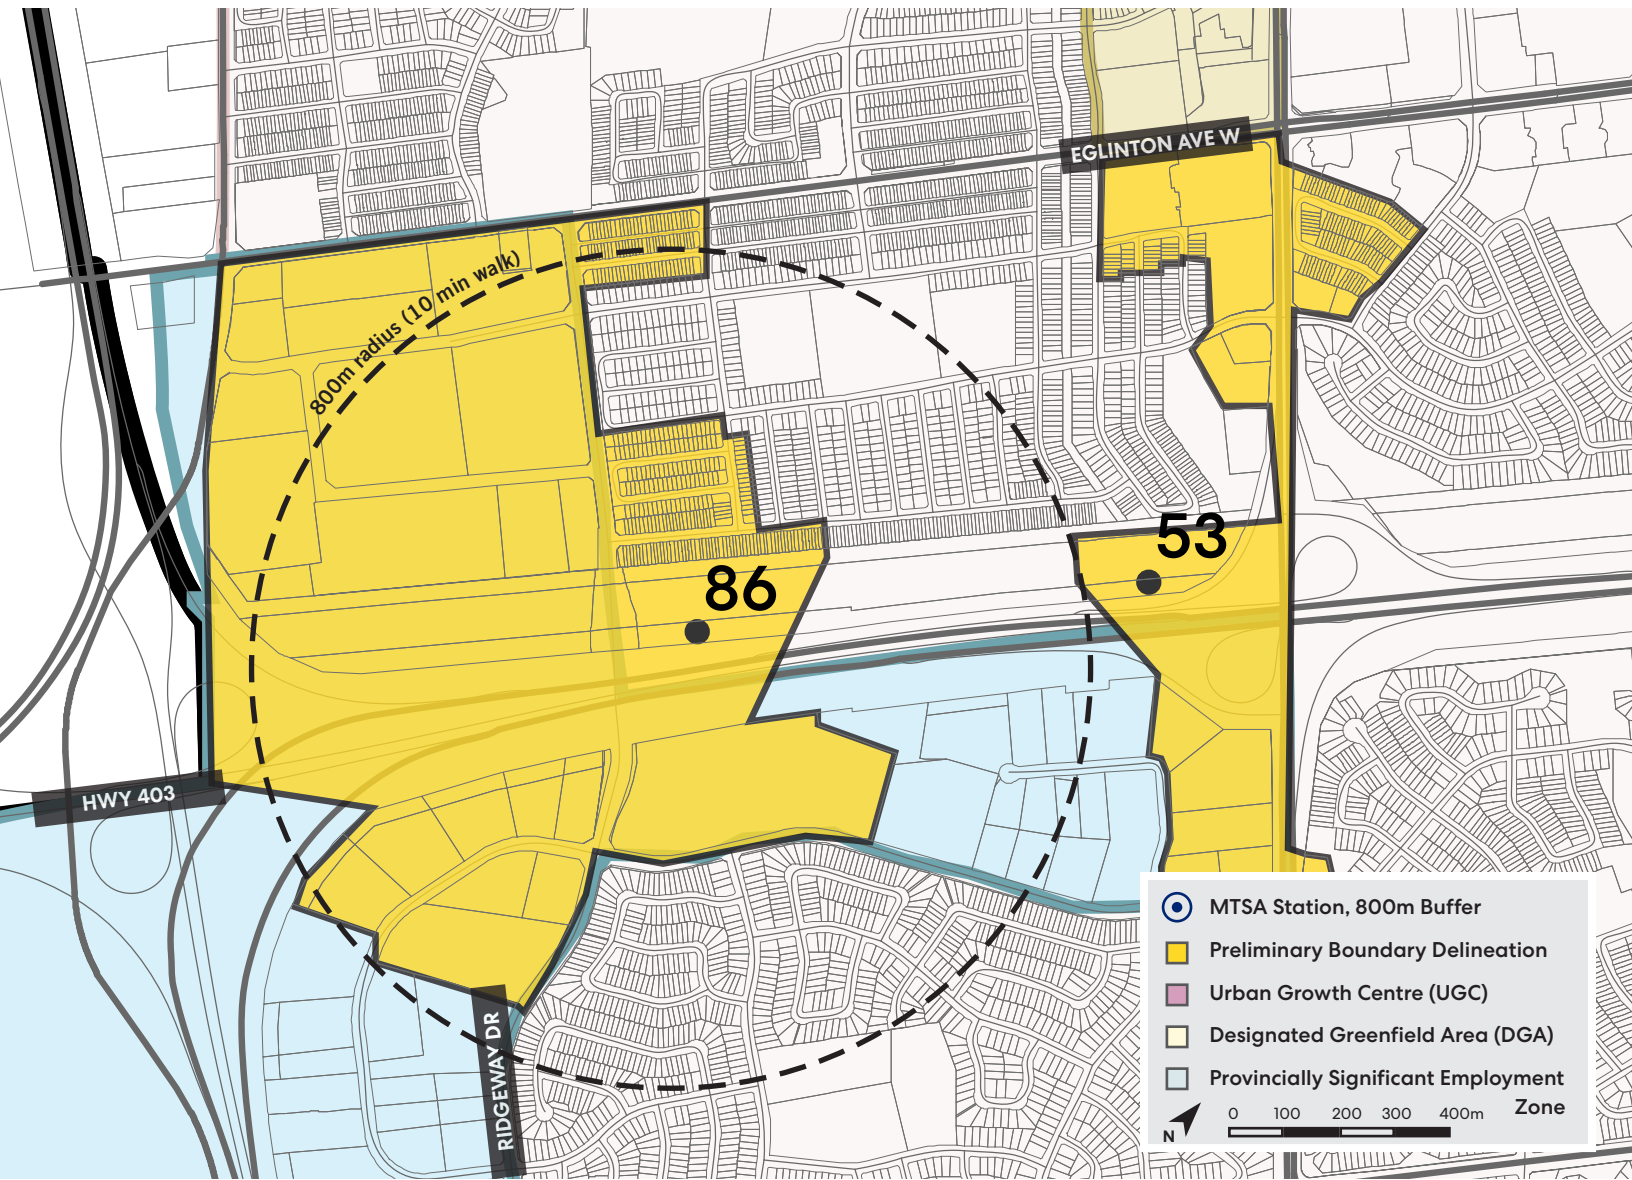 EGLINTON AVE W
800m radius (10 min walk)
53
86
HWY 403
RIDGEWAY DR
MTSA Station, 800m Buffer
Preliminary Boundary Delineation
Urban Growth Centre (UGC)
Designated Greenfield Area (DGA)
Provincially Significant Employment
Zone
0 100 200 300 400m
N